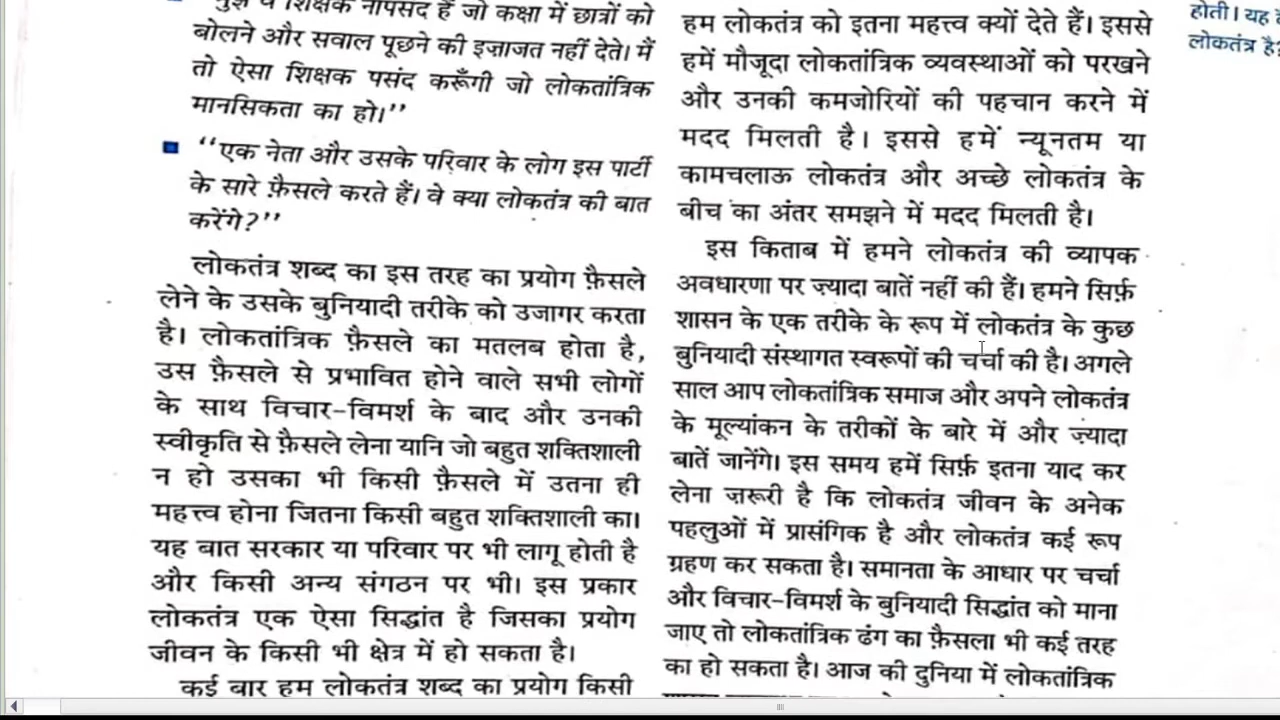 मुझे वे शिक्षक नापसंद हैं जो कक्षा में छात्रों को
बोलने और सवाल पूछने की इज़ाजत नहीं देते। मैं
तो ऐसा शिक्षक पसंद करूँगी जो लोकतांत्रिक
मानसिकता का हो।’’
‘‘एक नेता और उसके परिवार के लोग इस पार्टी
के सारे फ़ैसले करते हैं। वे क्या लोकतंत्र की बात
करेंगे?’’
लोकतंत्र शब्द का इस तरह का प्रयोग फ़ैसले
लेने के उसके बुनियादी तरीके को उजागर करता
है। लोकतांत्रिक फ़ैसले का मतलब होता है,
उस फ़ैसले से प्रभावित होने वाले सभी लोगों
के साथ विचार-विमर्श के बाद और उनकी
स्वीकृति से फ़ैसले लेना यानि जो बहुत शक्तिशाली
न हो उसका भी किसी फ़ैसले में उतना ही
महत्त्व होना जितना किसी बहुत शक्तिशाली का।
यह बात सरकार या परिवार पर भी लागू होती है
और किसी अन्य संगठन पर भी। इस प्रकार
लोकतंत्र एक ऐसा सिद्धांत है जिसका प्रयोग
जीवन के किसी भी क्षेत्र में हो सकता है।
कई बार हम लोकतंत्र शब्द का प्रयोग किसी
हम लोकतंत्र को इतना महत्त्व क्यों देते हैं। इससे
हमें मौजूदा लोकतांत्रिक व्यवस्थाओं को परखने
और उनकी कमजोरियों की पहचान करने में
मदद मिलती है। इससे हमें न्यूनतम या
कामचलाऊ लोकतंत्र और अच्छे लोकतंत्र के
बीच का अंतर समझने में मदद मिलती है।
इस किताब में हमने लोकतंत्र की व्यापक
अवधारणा पर ज़्यादा बातें नहीं की हैं। हमने सिर्फ़
शासन के एक तरीके के रूप में लोकतंत्र के कुछ
बुनियादी संस्थागत स्वरूपों की चर्चा की है। अगले
साल आप लोकतांत्रिक समाज और अपने लोकतंत्र
के मूल्यांकन के तरीकों के बारे में और ज़्यादा
बातें जानेंगे। इस समय हमें सिर्फ़ इतना याद कर
लेना ज़रूरी है कि लोकतंत्र जीवन के अनेक
पहलुओं में प्रासंगिक है और लोकतंत्र कई रूप
ग्रहण कर सकता है। समानता के आधार पर चर्चा
और विचार-विमर्श के बुनियादी सिद्धांत को माना
जाए तो लोकतांत्रिक ढंग का फ़ैसला भी कई तरह
का हो सकता है। आज की दुनिया में लोकतांत्रिक
होती। यह
लोकतंत्र है?